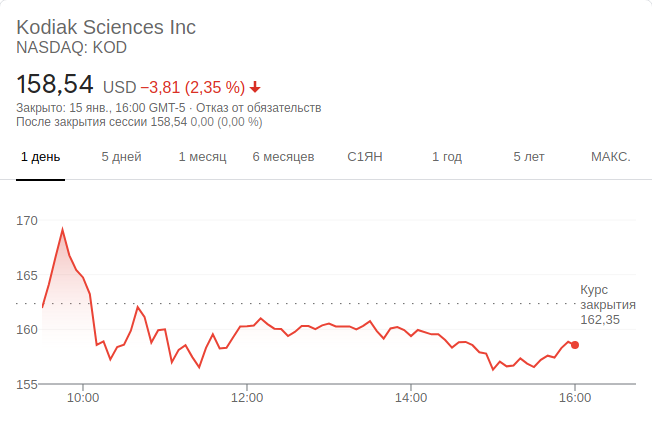 Kodiak Sciences Inc
NASDAQ: KOD
158,54 USD −3,81 (2,35 %)
Закрыто: 15 янв., 16:00 GMT-5 · Отказ от обязательств
После закрытия сессии 158,54 0,00 (0,00 %)
1 день 5 дней 1 месяц 6 месяцев С1ЯН 1 год 5 лет МАКС.
170
165
Курс
закрытия
162,35
160
155
10:00 12:00 14:00 16:00